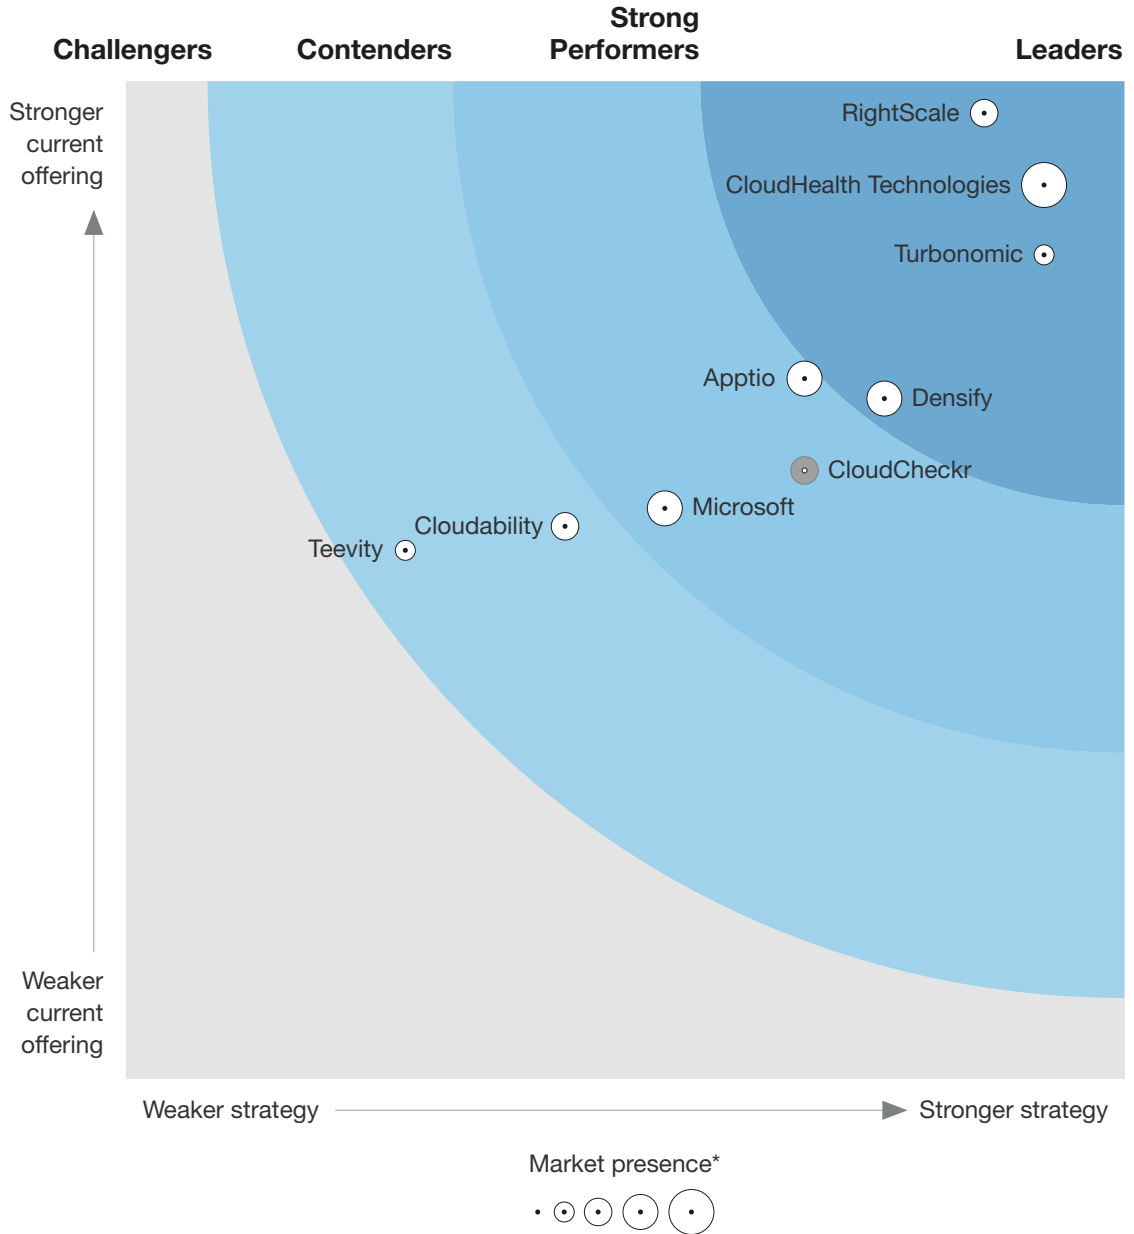 Challengers
Contenders
Strong
Performers
Leaders
Stronger
current
offering
RightScale
CloudHealth Technologies
Turbonomic
Apptio
Densify
CloudCheckr
Microsoft
Cloudability
Teevity
Weaker
current
offering
Weaker strategy
Stronger strategy
Market presence*